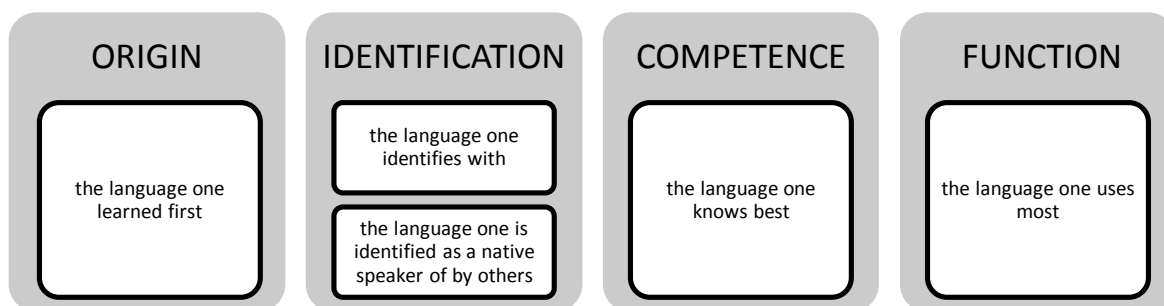 ORIGIN
the language one
learned first
IDENTIFICATION
the language one
identifies with
the language one is
identified as a native
speaker of by others
COMPETENCE
the language one
knows best
FUNCTION
the language one uses
most